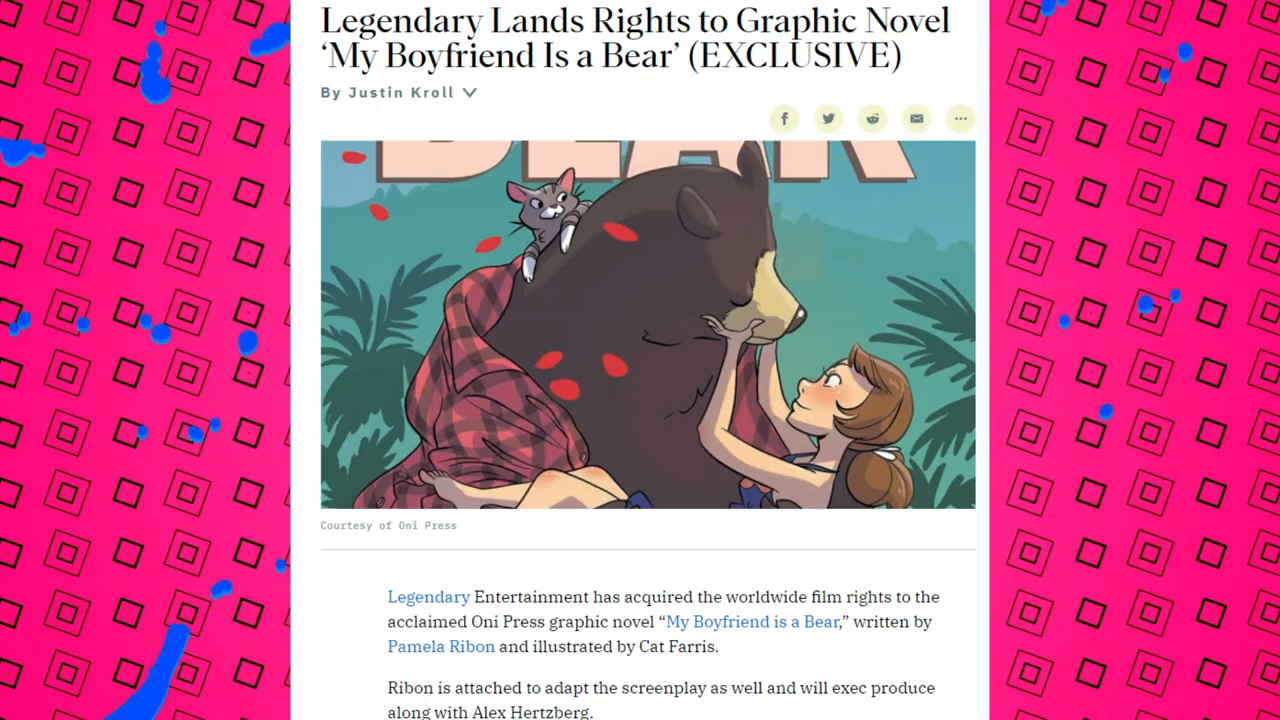 Legendary Lands Rights to Graphic Novel
‘My Boyfriend Is a Bear’ (EXCLUSIVE)
By Justin Kroll
BEAR
Courtesy of Oni Press
Legendary Entertainment has acquired the worldwide film rights to the
acclaimed Oni Press graphic novel “My Boyfriend is a Bear,” written by
Pamela Ribon and illustrated by Cat Farris.
Ribon is attached to adapt the screenplay as well and will exec produce
along with Alex Hertzberg.